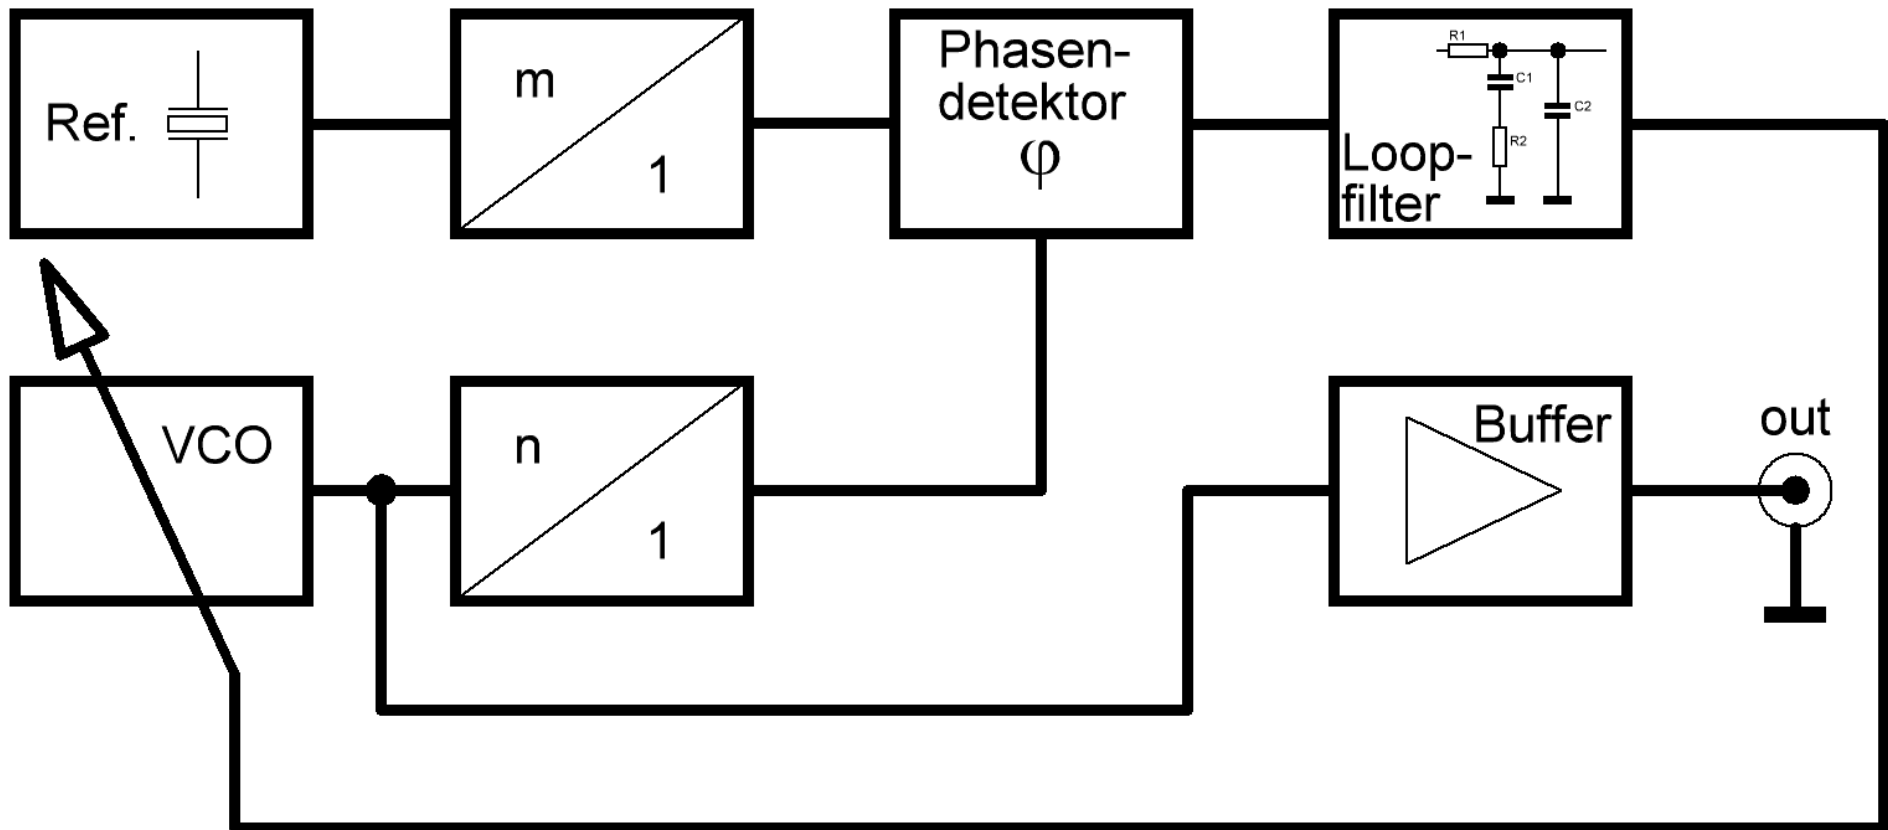 Ref.
m
1
Phasen-
detektor
φ
Loop-
filter
R1
C1
R2
C2
VCO
n
1
Buffer
out